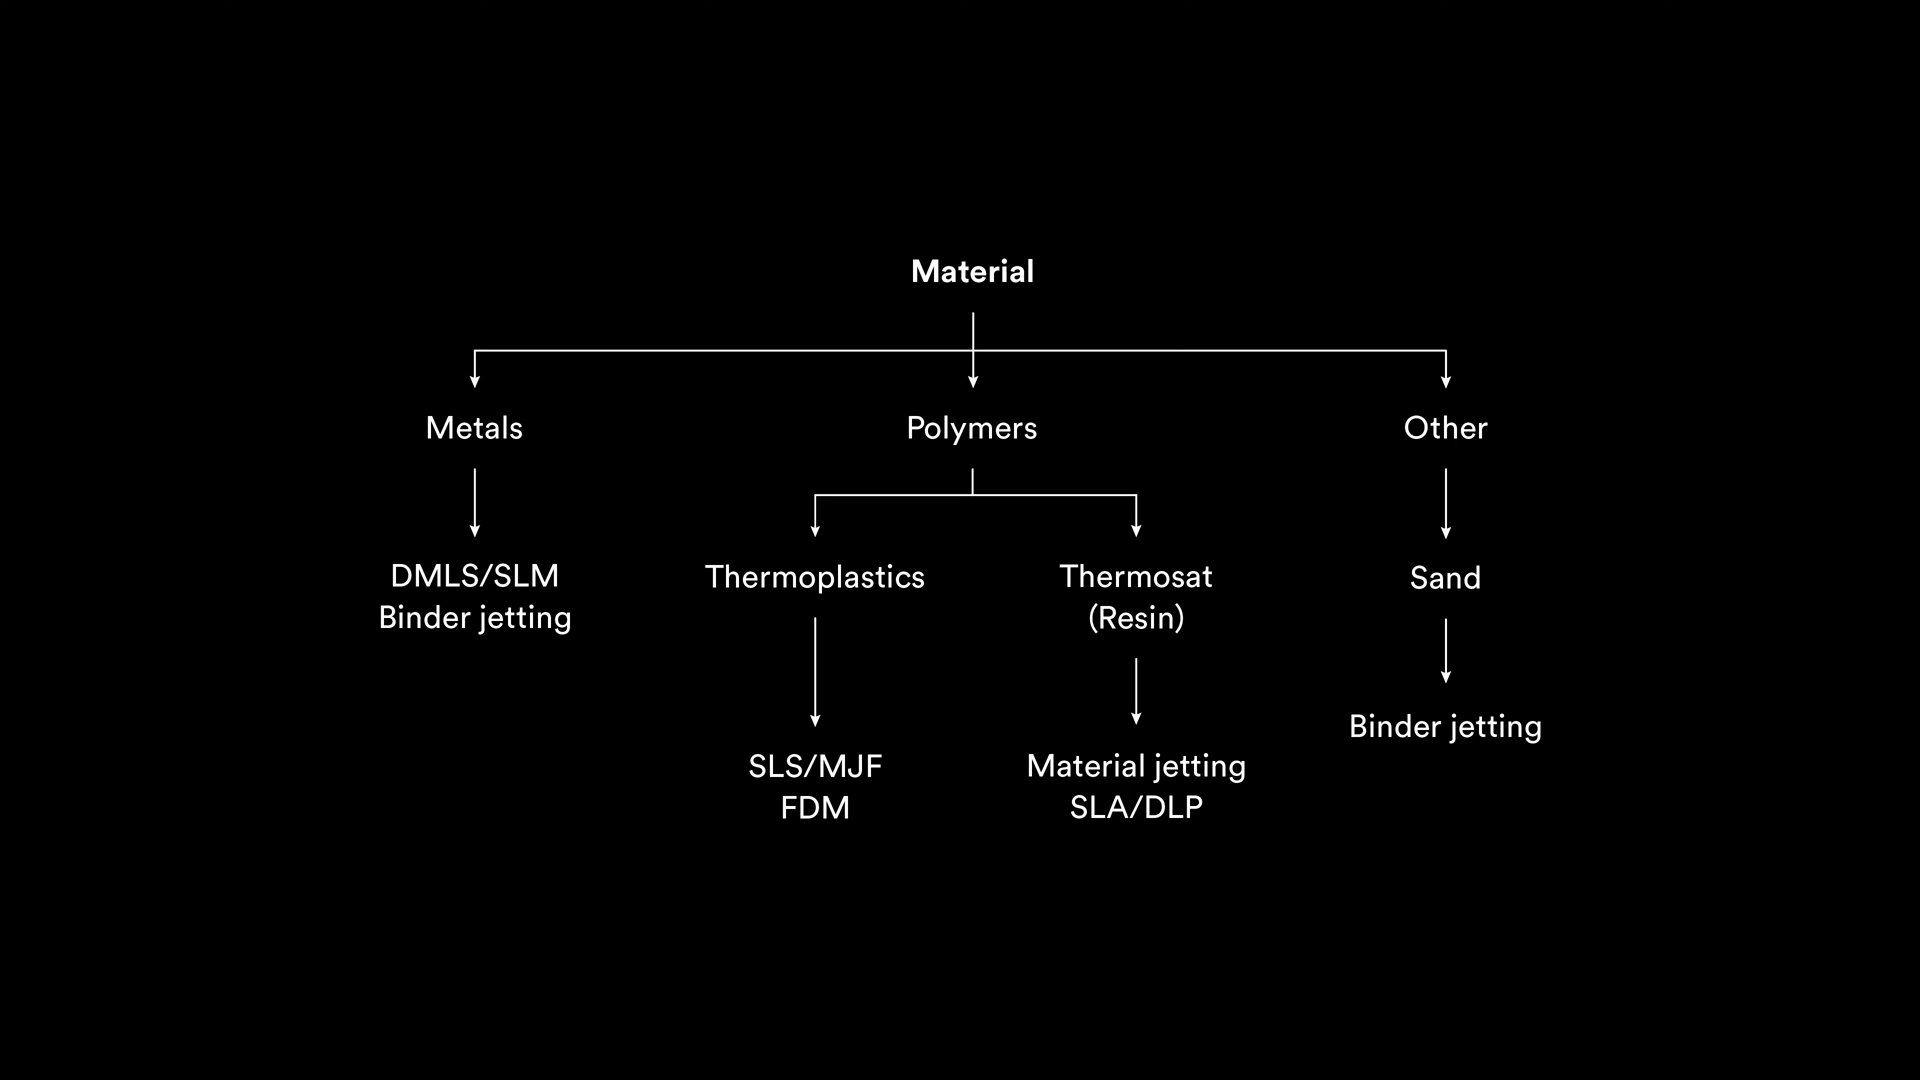 Material
Metals
Polymers
Other
DMLS/SLM
Binder jetting
Thermoplastics
Thermosat
(Resin)
Sand
SLS/MJF
FDM
Material jetting
SLA/DLP
Binder jetting